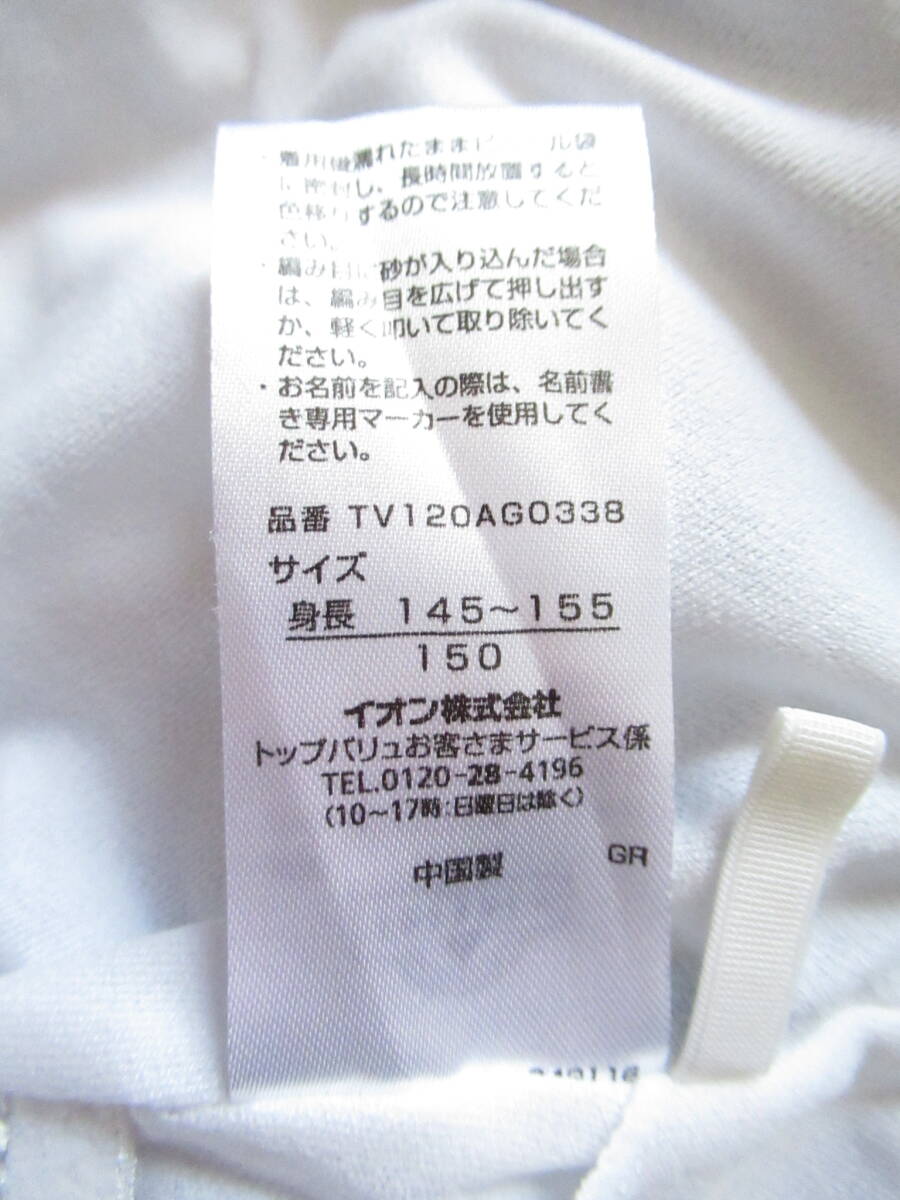 ・着用後濡れたままビニール袋
に密封し、長時間放置すると
色移りするので注意してくだ
さい。
・編み目に砂が入り込んだ場合
は、編み目を広げて押し出す
か、軽く叩いて取り除いてく
ださい。
・お名前を記入の際は、名前書
き専用マーカーを使用してく
ださい。
品番 TV120AG0338
サイズ
身長 145～155
150
イオン株式会社
トップバリュお客さまサービス係
TEL.0120-28-4196
（10～17時：日曜日は除く）
中国製 GR